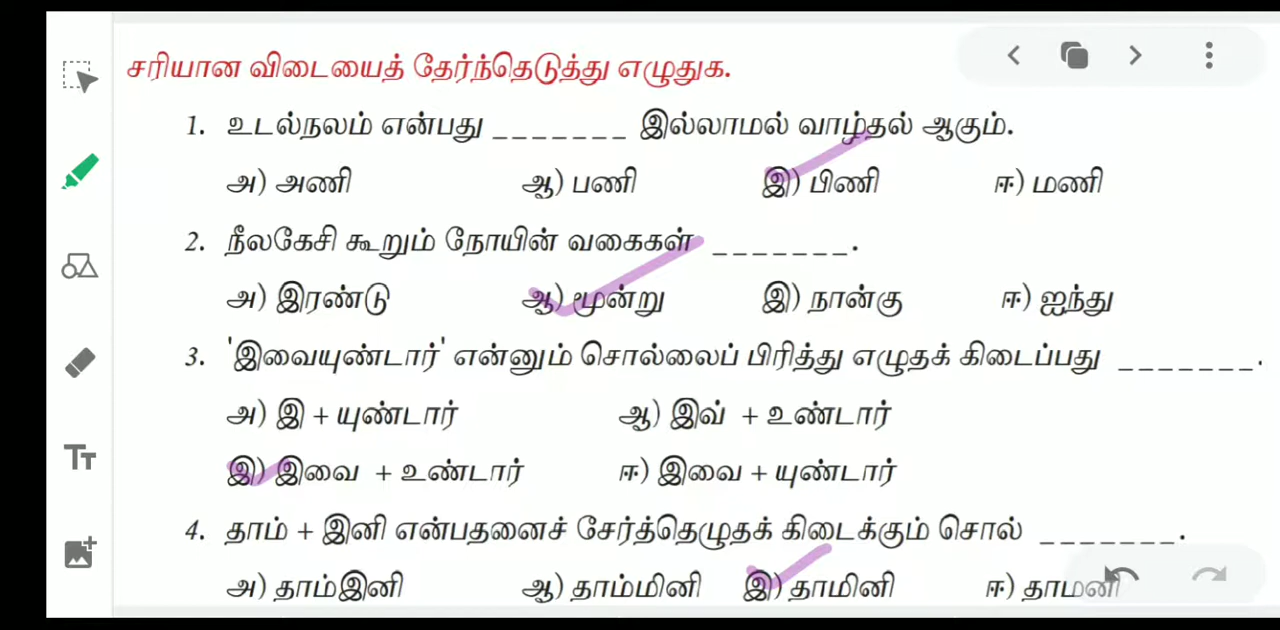 சரியான விடையைத் தேர்ந்தெடுத்து எழுதுக.
1. உடல்நலம் என்பது _______ இல்லாமல் வாழ்தல் ஆகும்.
அ) அணி ஆ) பணி இ) பிணி ஈ) மணி
2. நீலகேசி கூறும் நோயின் வகைகள் _______.
அ) இரண்டு ஆ) மூன்று இ) நான்கு ஈ) ஐந்து
3. 'இவையுண்டார்' என்னும் சொல்லைப் பிரித்து எழுதக் கிடைப்பது _______.
அ) இ + யுண்டார் ஆ) இவ் + உண்டார்
இ) இவை + உண்டார் ஈ) இவை + யுண்டார்
4. தாம் + இனி என்பதனைச் சேர்த்தெழுதக் கிடைக்கும் சொல் _______.
அ) தாம்இனி ஆ) தாம்மினி இ) தாமினி ஈ) தாமனி
TT